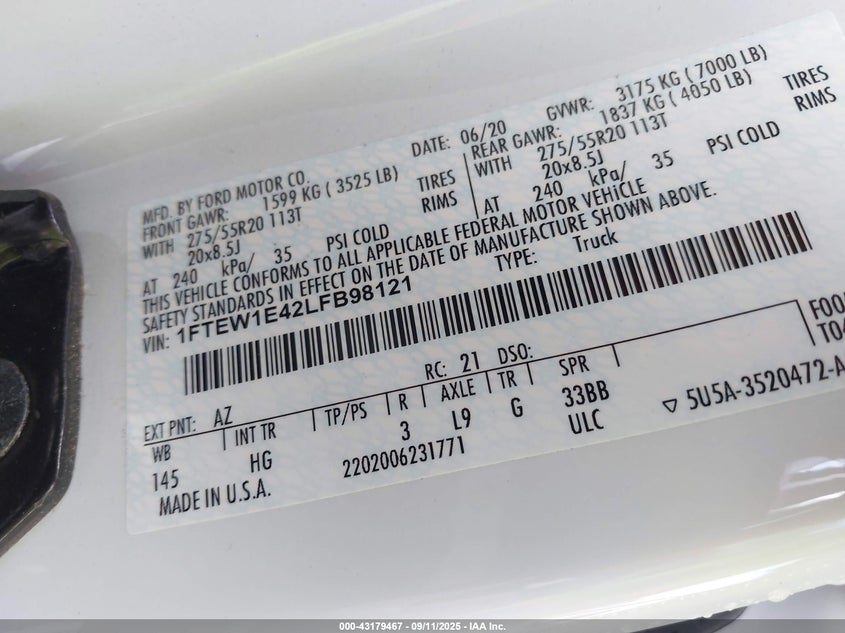 MFD. BY FORD MOTOR CO.
DATE: 06/20
GVWR: 3175 KG ( 7000 LB)
FRONT GAWR: 1599 KG ( 3525 LB)
REAR GAWR: 1837 KG ( 4050 LB)
WITH 275/55R20 113T TIRES
WITH 275/55R20 113T TIRES
20x8.5J RIMS
20x8.5J RIMS
AT 240 kPa/ 35 PSI COLD
AT 240 kPa/ 35 PSI COLD
THIS VEHICLE CONFORMS TO ALL APPLICABLE FEDERAL MOTOR VEHICLE
SAFETY STANDARDS IN EFFECT ON THE DATE OF MANUFACTURE SHOWN ABOVE.
VIN: 1FTEW1E42LFB98121
TYPE: Truck
EXT PNT: AZ
RC: 21 DSO:
WB INT TR TP/PS R AXLE TR SPR
145 HG 3 L9 G 33BB
ULC
MADE IN U.S.A.
2202006231771
▽ 5U5A-3520472-A
000-43179467 - 09/11/2025 - IAA Inc.